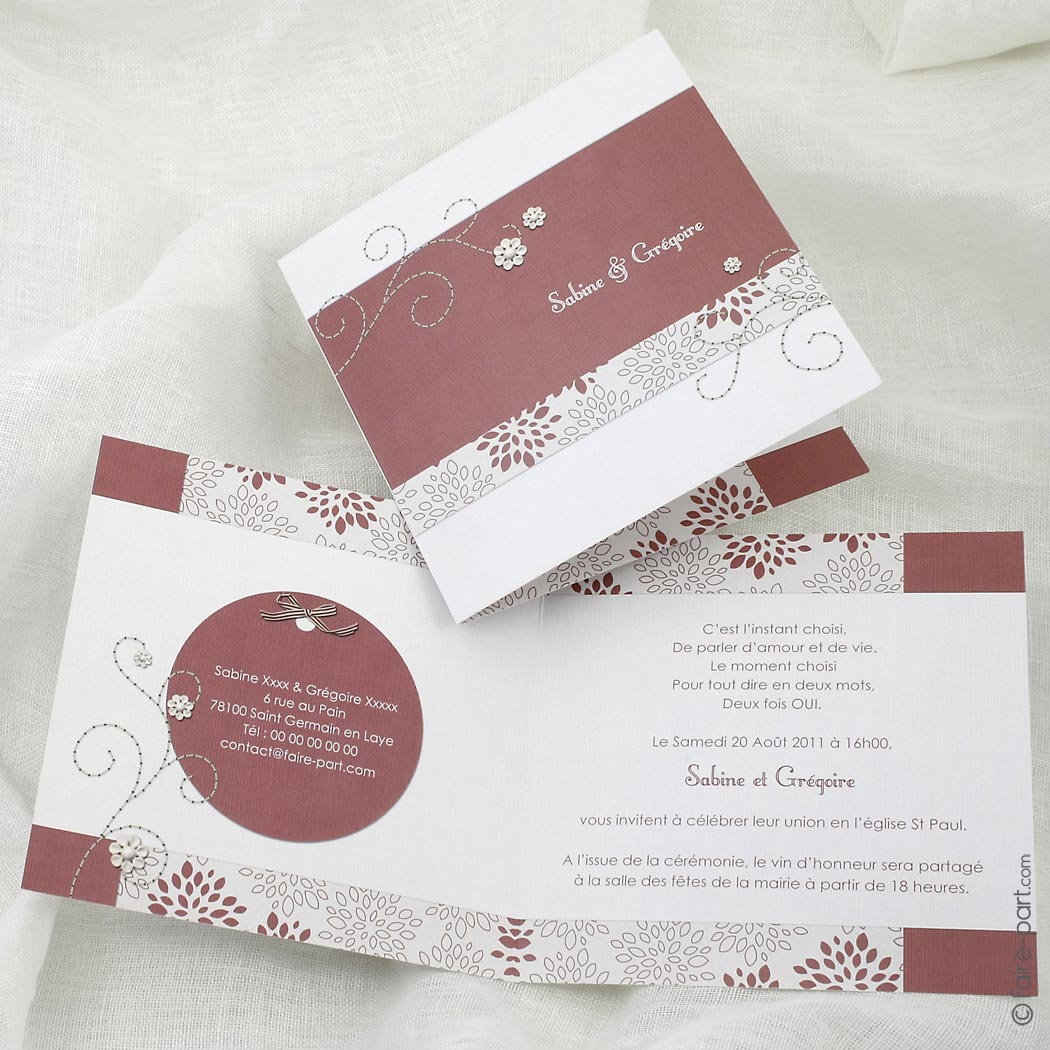 Sabine & Grégoire
Sabine Xxxx & Grégoire Xxxxx
6 rue au Pain
78100 Saint Germain en Laye
Tél : 00 00 00 00 00
contact@faire-part.com
C'est l'instant choisi,
De parler d'amour et de vie.
Le moment choisi
Pour tout dire en deux mots,
Deux fois OUI.
Le Samedi 20 Août 2011 à 16h00,
Sabine et Grégoire
vous invitent à célébrer leur union en l'église St Paul.
A l'issue de la cérémonie, le vin d'honneur sera partagé
à la salle des fêtes de la mairie à partir de 18 heures.
© Faire-part.com